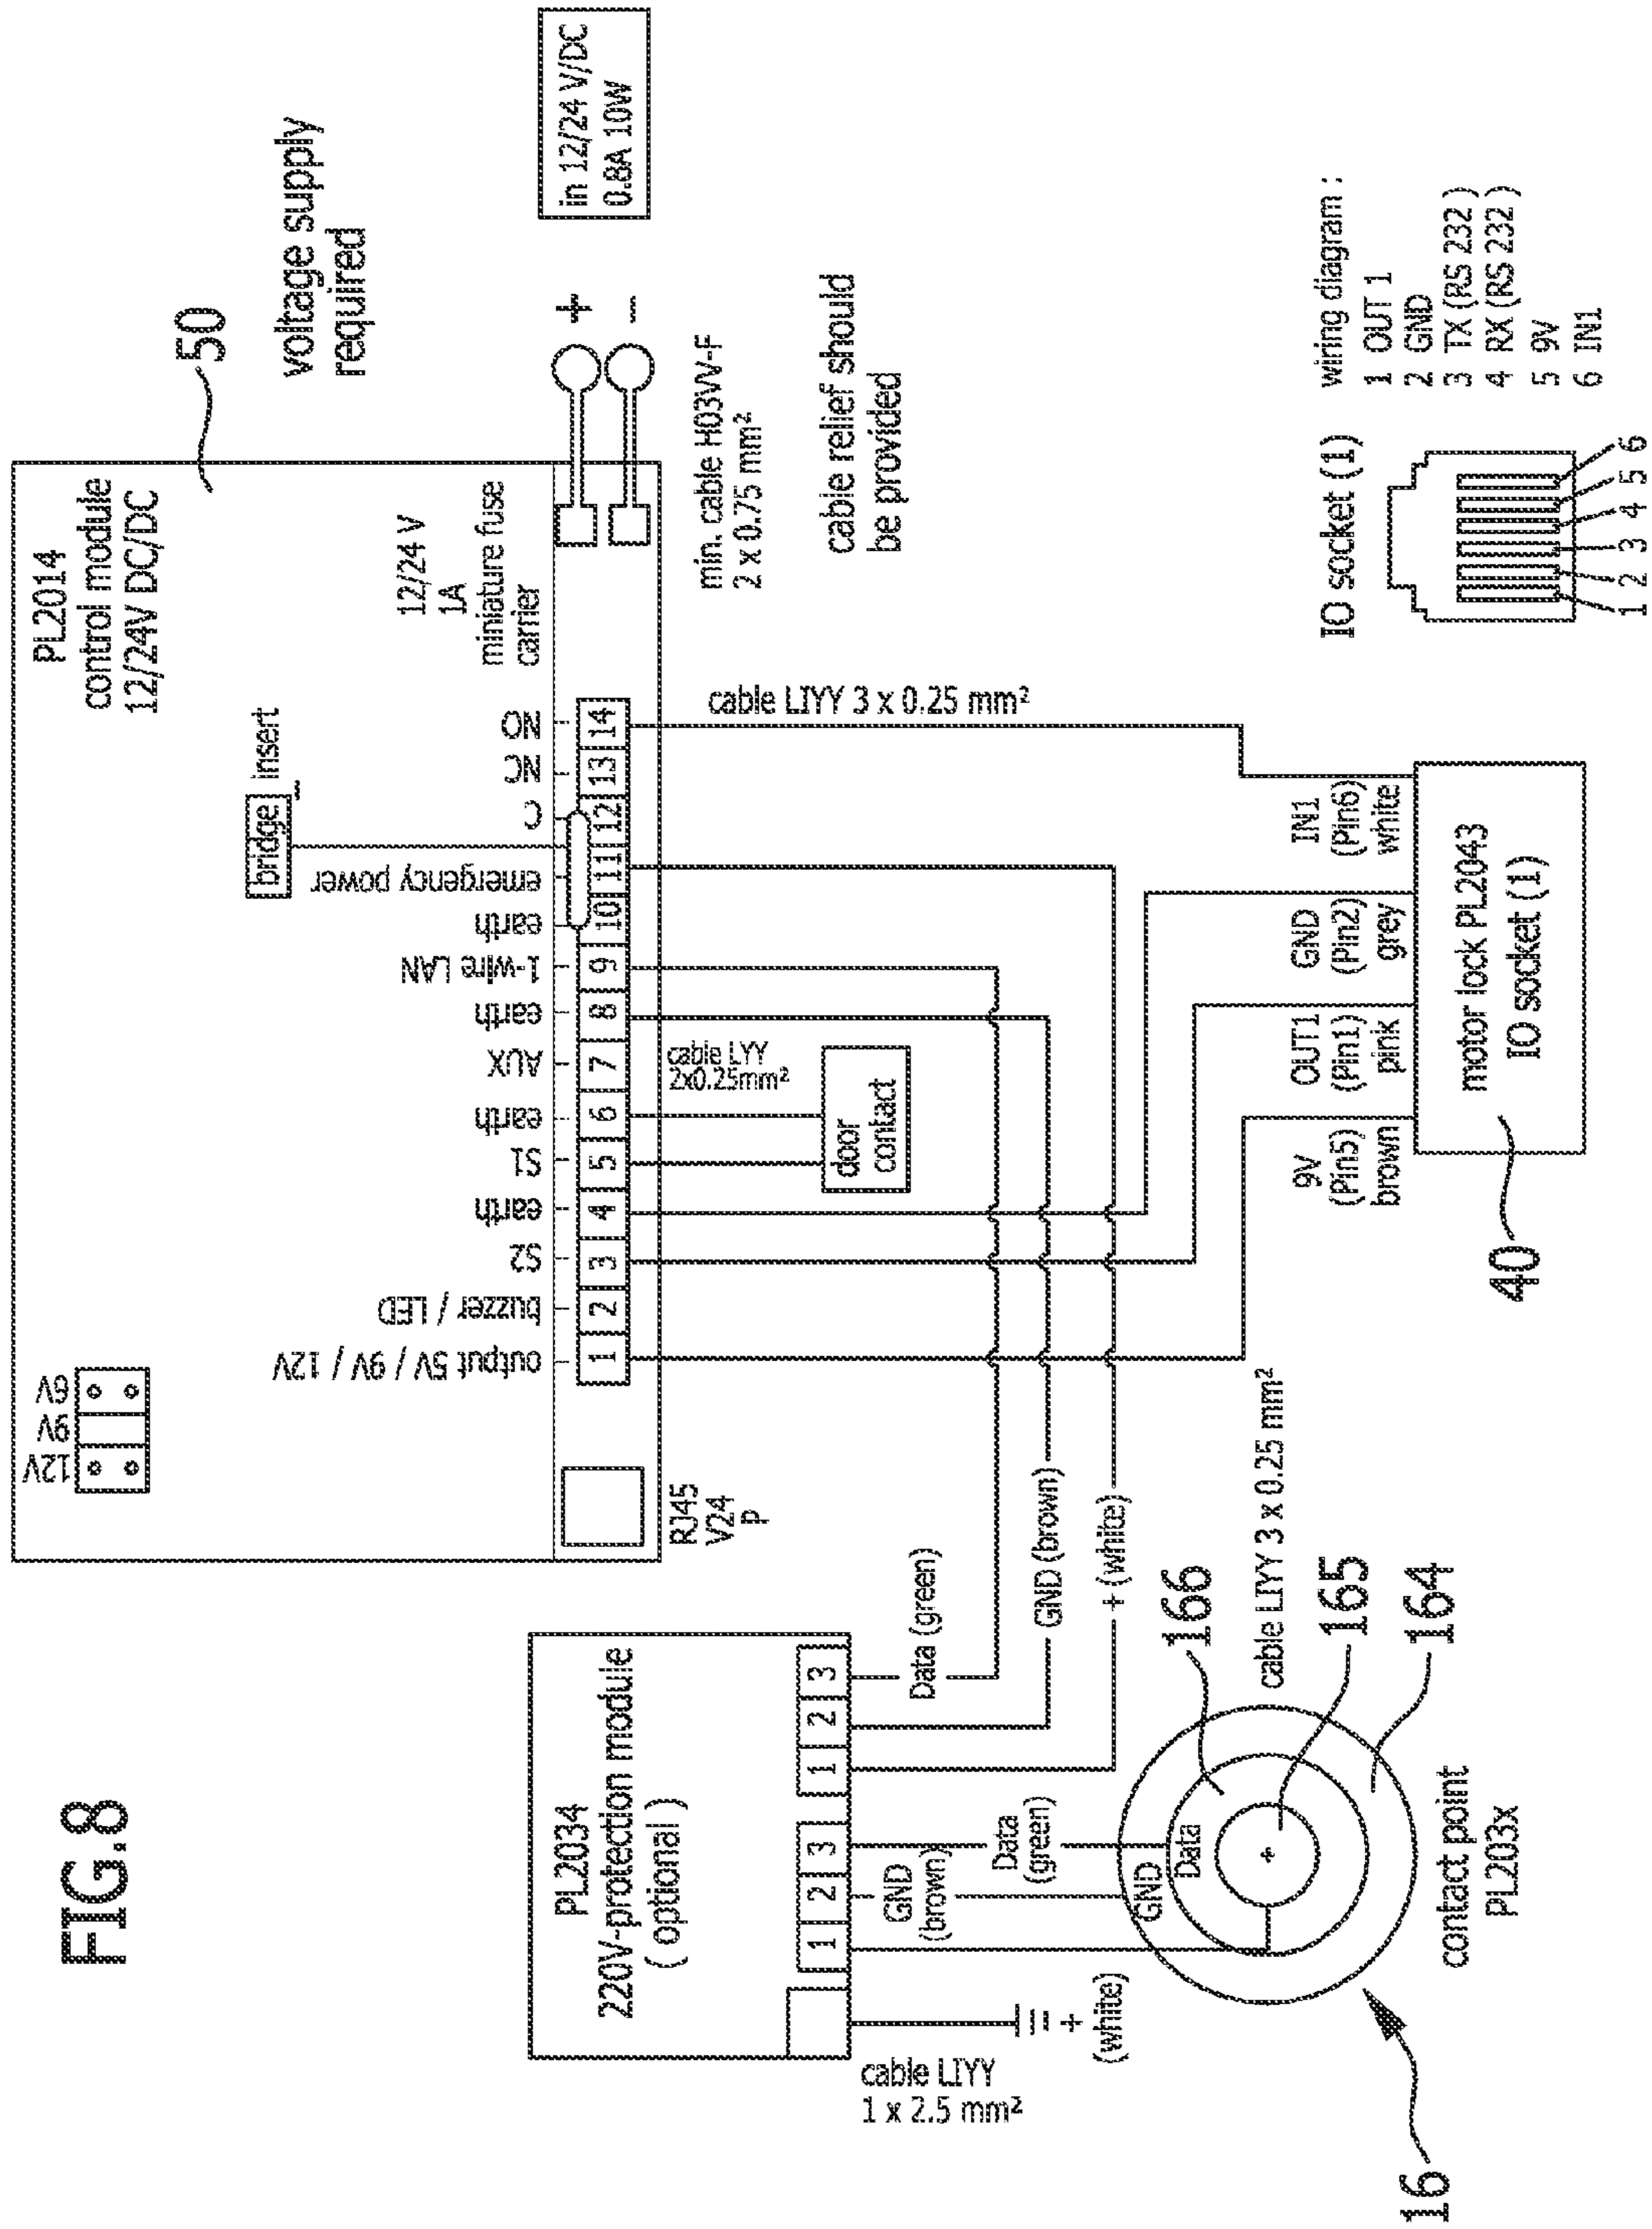 FIG.8
PL2014
control module
12/24V DC/DC
50
voltage supply
required
12V
9V
6V
bridge
insert
12/24 V
1A
miniature fuse
carrier
output 5V / 9V / 12V
buzzer / LED
S2
earth
S1
earth
AUX
earth
1-wire LAN
earth
emergency power
C
NC
NO
1 2 3 4 5 6 7 8 9 10 11 12 13 14
+
-
in 12/24 V/DC
0.8A 10W
RJ45
V24
P
min. cable H03VV-F
2 x 0.75 mm²
cable relief should
be provided
cable LYY
2x0.25mm²
door
contact
cable LIYY 3 x 0.25 mm²
PL2034
220V-protection module
( optional )
1 2 3
1 2 3
Data (green)
GND (brown)
+ (white)
GND
(brown)
Data
(green)
cable LIYY
1 x 2.5 mm²
+
(white)
GND
Data
+
166
cable LIYY 3 x 0.25 mm²
165
164
contact point
PL203x
16
9V
(Pin5)
brown
OUT1
(Pin1)
pink
GND
(Pin2)
grey
IN1
(Pin6)
white
motor lock PL2043
IO socket (1)
40
IO socket (1)
1 2 3 4 5 6
wiring diagram :
1 OUT 1
2 GND
3 TX (RS 232 )
4 RX (RS 232 )
5 9V
6 IN1